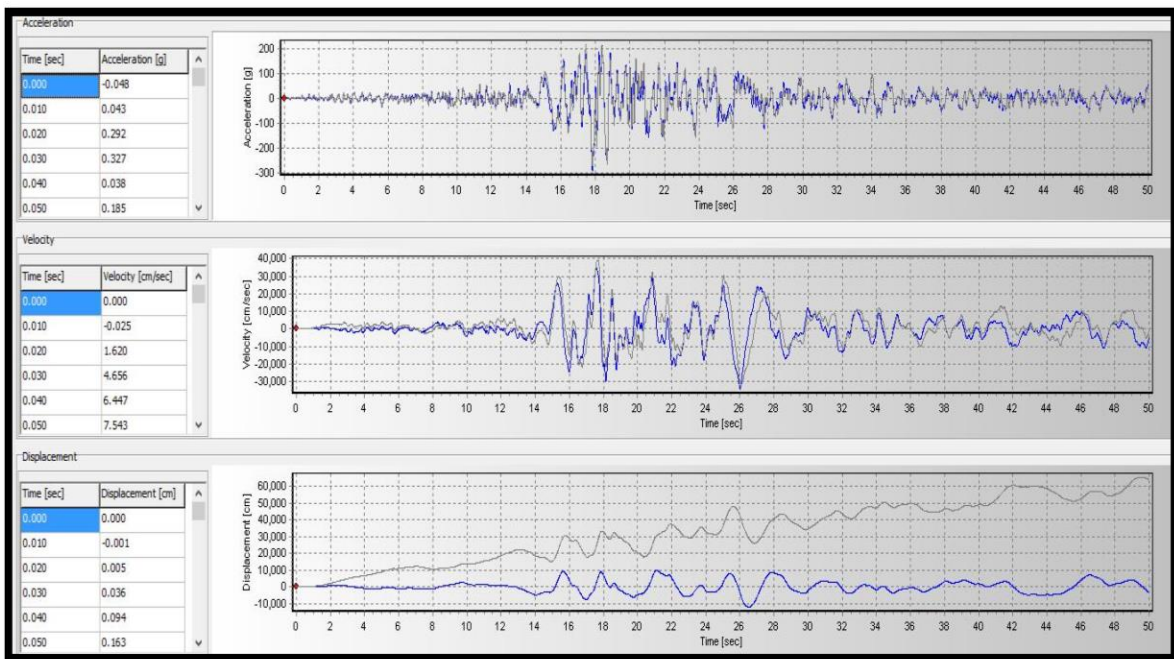 Acceleration
Time [sec] Acceleration [g]
0.000 -0.048
0.010 0.043
0.020 0.292
0.030 0.327
0.040 0.038
0.050 0.185
Acceleration [g]
200
100
0
-100
-200
-300
0 2 4 6 8 10 12 14 16 18 20 22 24 26 28 30 32 34 36 38 40 42 44 46 48 50
Time [sec]
Velocity
Time [sec] Velocity [cm/sec]
0.000 0.000
0.010 -0.025
0.020 1.620
0.030 4.656
0.040 6.447
0.050 7.543
Velocity [cm/sec]
40,000
30,000
20,000
10,000
0
-10,000
-20,000
-30,000
0 2 4 6 8 10 12 14 16 18 20 22 24 26 28 30 32 34 36 38 40 42 44 46 48 50
Time [sec]
Displacement
Time [sec] Displacement [cm]
0.000 0.000
0.010 -0.001
0.020 0.005
0.030 0.036
0.040 0.094
0.050 0.163
Displacement [cm]
60,000
50,000
40,000
30,000
20,000
10,000
0
-10,000
0 2 4 6 8 10 12 14 16 18 20 22 24 26 28 30 32 34 36 38 40 42 44 46 48 50
Time [sec]